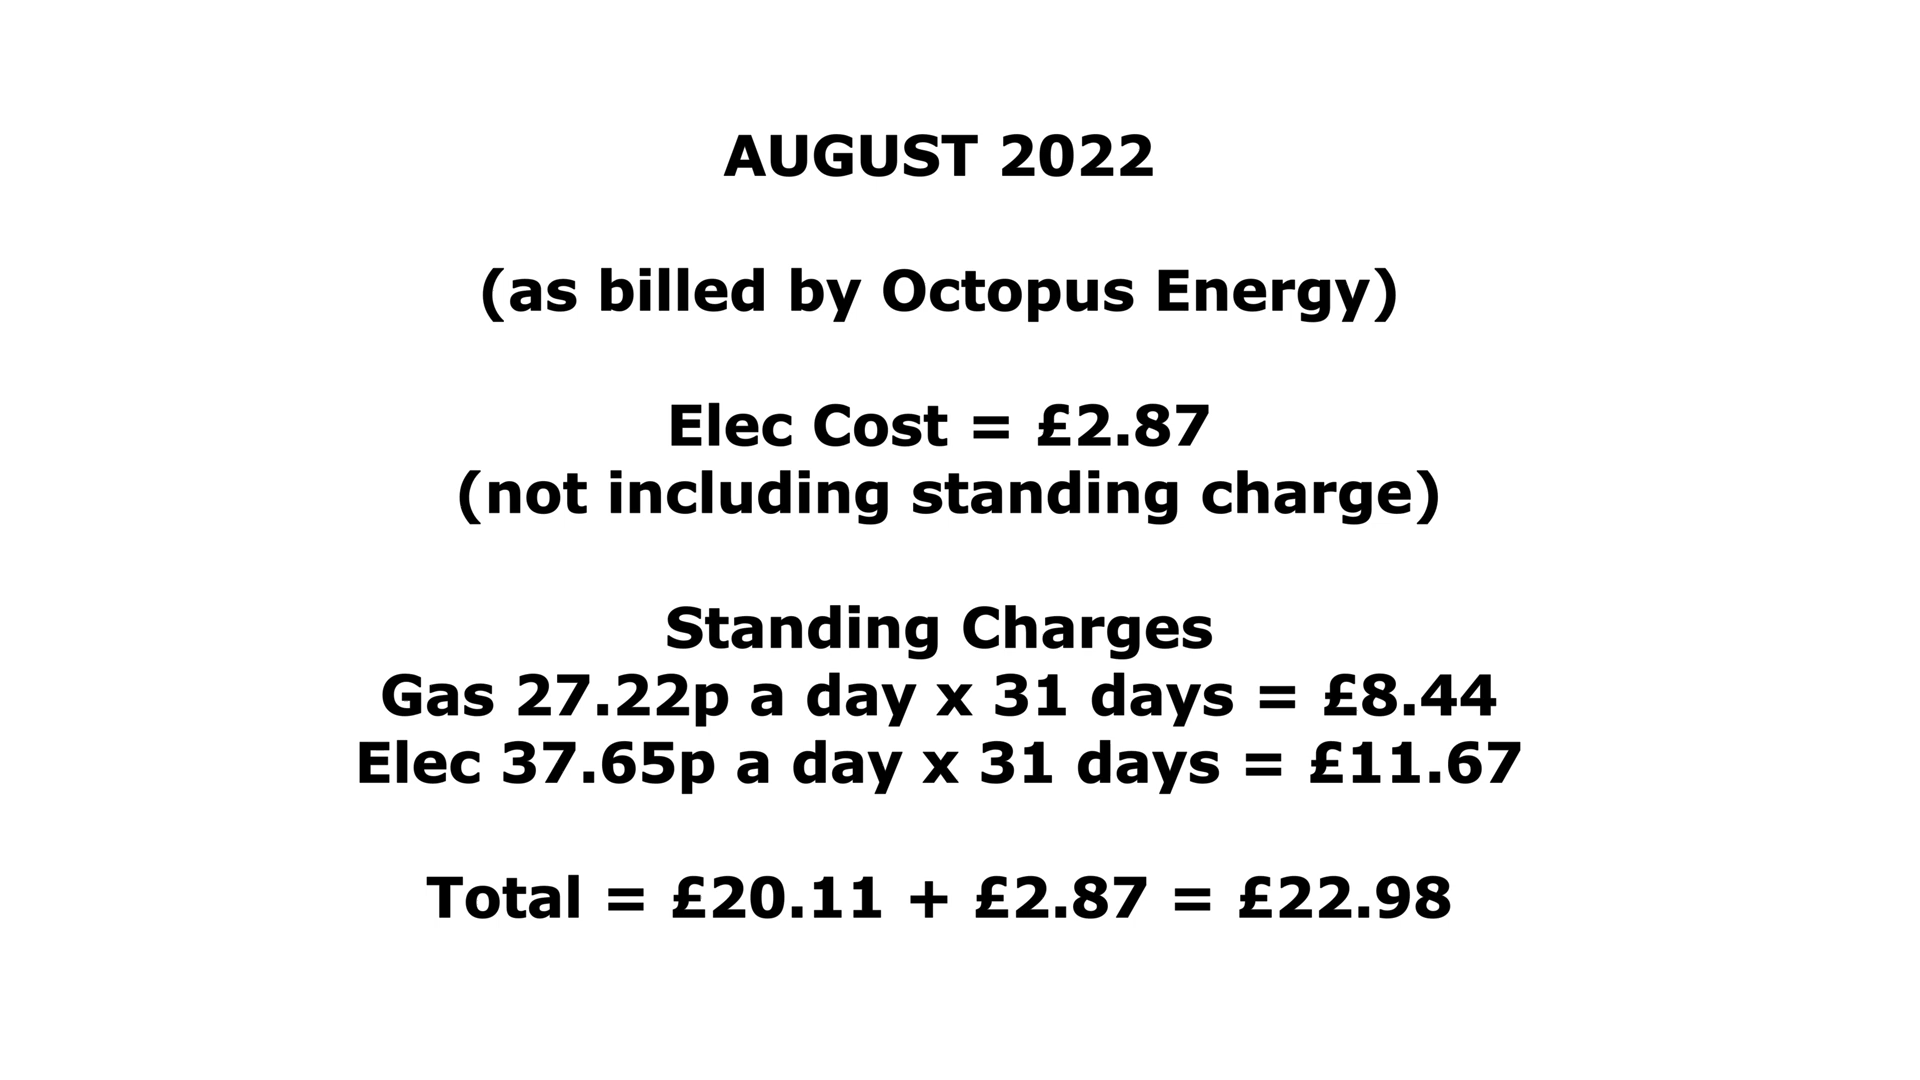 AUGUST 2022
(as billed by Octopus Energy)
Elec Cost = £2.87
(not including standing charge)
Standing Charges
Gas 27.22p a day x 31 days = £8.44
Elec 37.65p a day x 31 days = £11.67
Total = £20.11 + £2.87 = £22.98